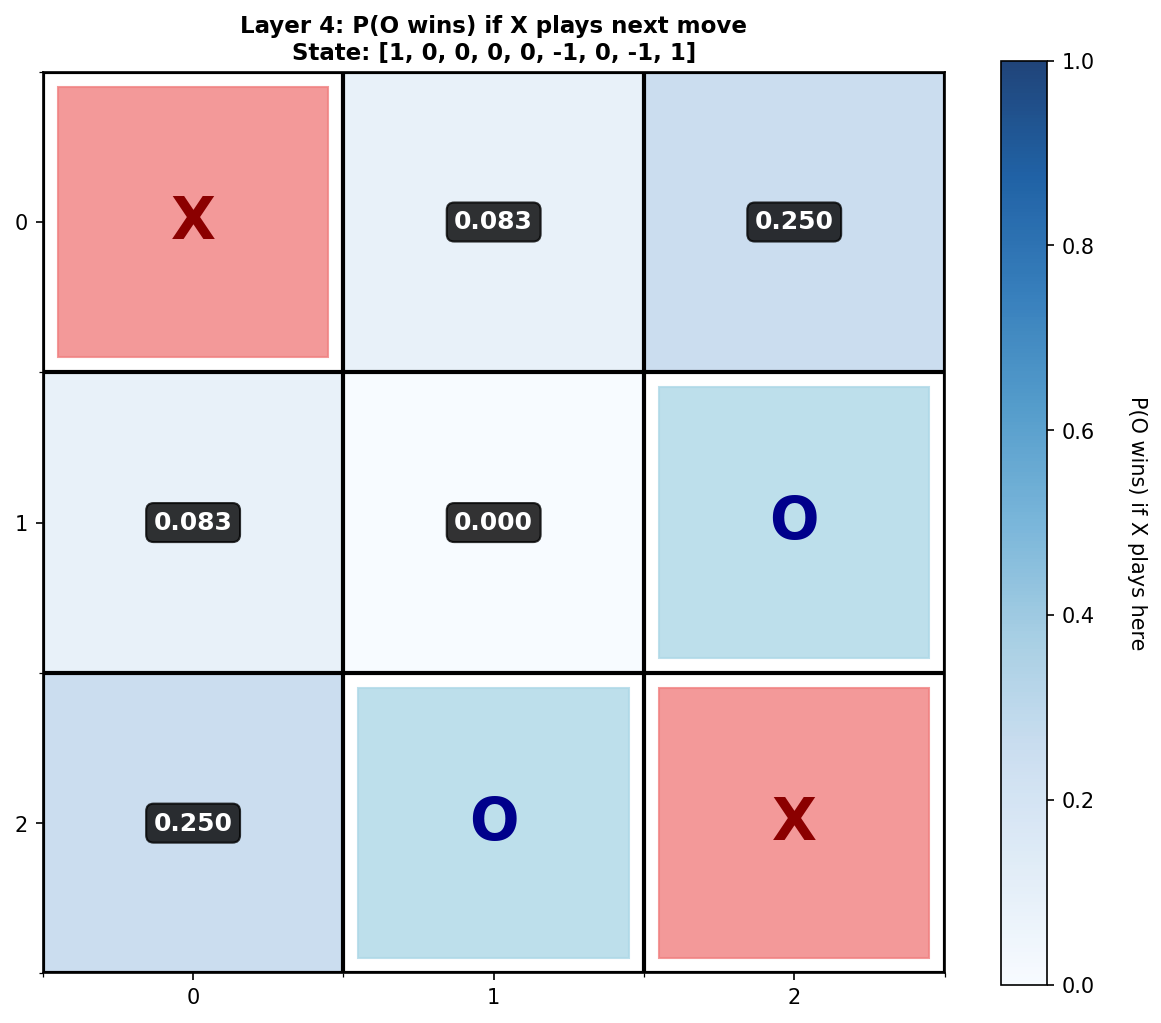 Layer 4: P(O wins) if X plays next move
State: [1, 0, 0, 0, 0, -1, 0, -1, 1]
0
X
0.083
0.250
1
0.083
0.000
O
2
0.250
O
X
0
1
2
1.0
0.8
0.6
0.4
0.2
0.0
P(O wins) if X plays here